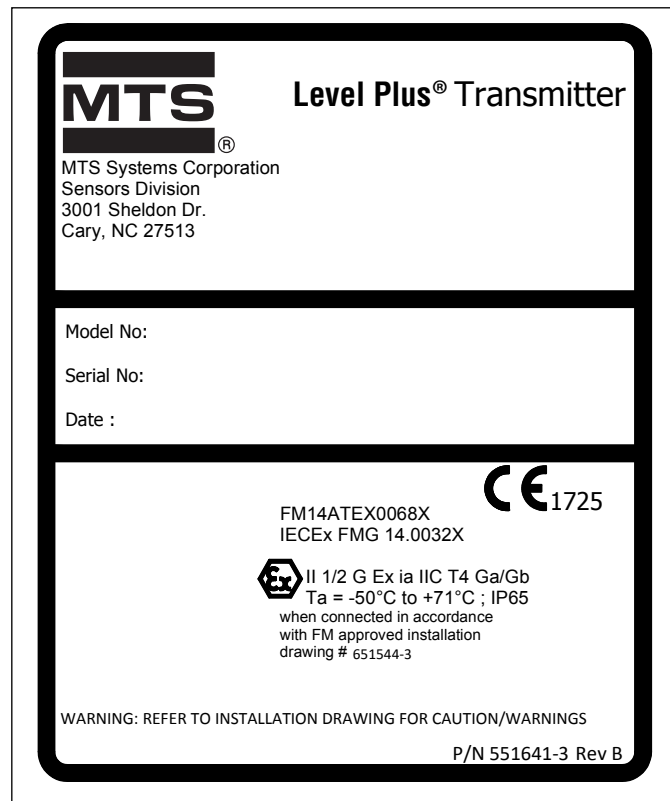 MTS
®
Level Plus® Transmitter
MTS Systems Corporation
Sensors Division
3001 Sheldon Dr.
Cary, NC 27513
Model No:
Serial No:
Date :
CE 1725
FM14ATEX0068X
IECEx FMG 14.0032X
Ex II 1/2 G Ex ia IIC T4 Ga/Gb
Ta = -50°C to +71°C ; IP65
when connected in accordance
with FM approved installation
drawing # 651544-3
WARNING: REFER TO INSTALLATION DRAWING FOR CAUTION/WARNINGS
P/N 551641-3 Rev B